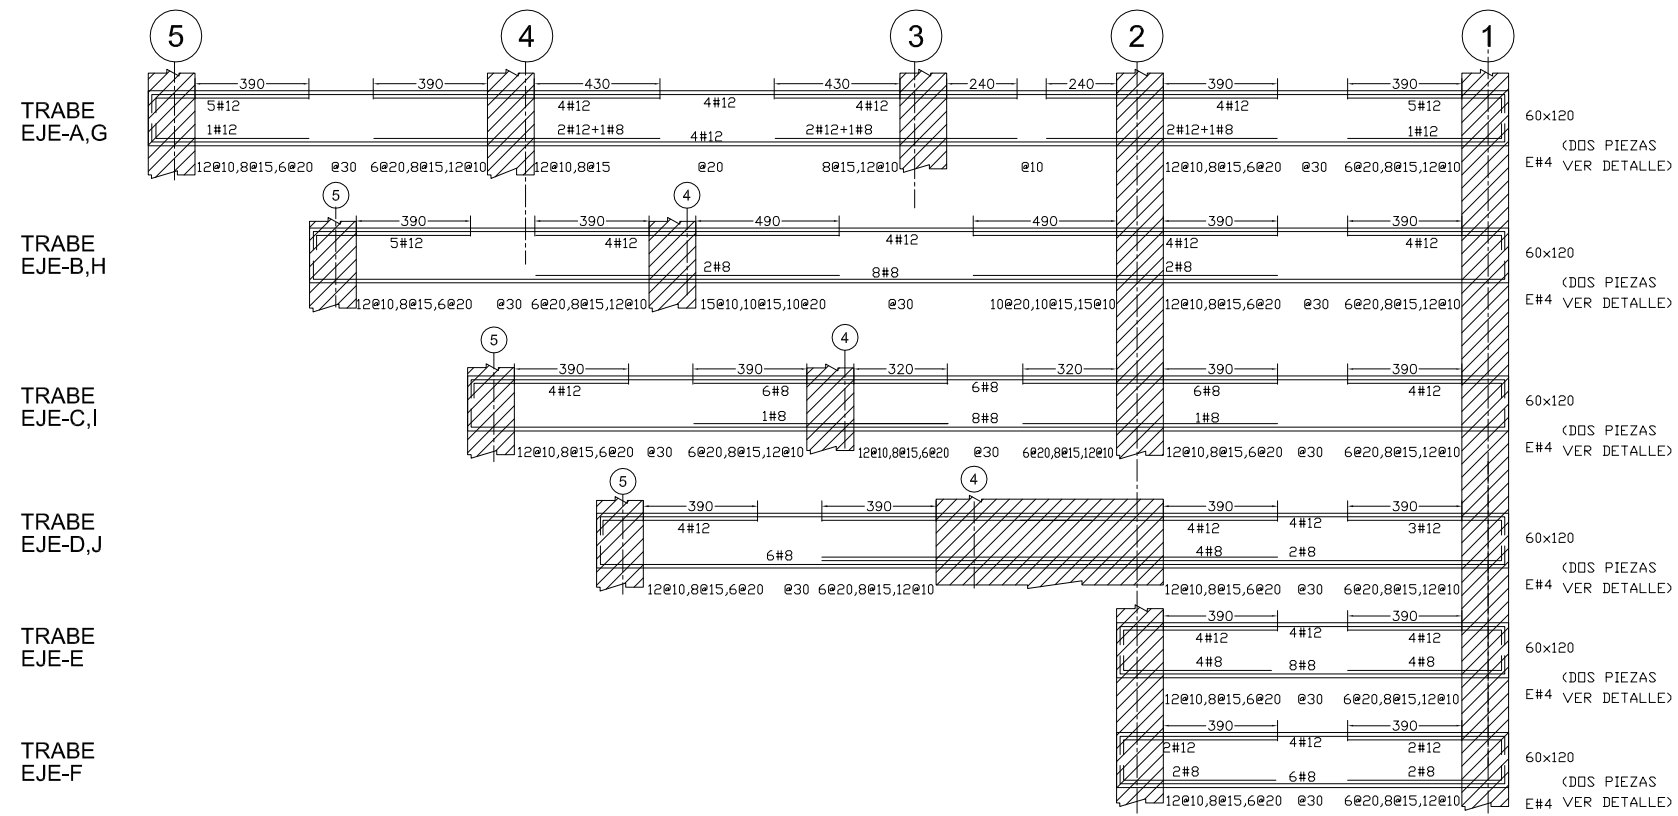 5 4 3 2 1
390 390 430 430 240 240 390 390
TRABE
EJE-A,G
5#12 4#12 4#12 4#12 4#12 5#12
1#12 2#12+1#8 4#12 2#12+1#8 2#12+1#8 1#12
60x120
(DOS PIEZAS
E#4 VER DETALLE)
12@10,8@15,6@20 @30 6@20,8@15,12@10 12@10,8@15 @20 8@15,12@10 @10 12@10,8@15,6@20 @30 6@20,8@15,12@10
5 4
390 390 490 490 390 390
TRABE
EJE-B,H
5#12 4#12 4#12 4#12 4#12
2#8 8#8 2#8
60x120
(DOS PIEZAS
E#4 VER DETALLE)
12@10,8@15,6@20 @30 6@20,8@15,12@10 15@10,10@15,10@20 @30 10@20,10@15,15@10 12@10,8@15,6@20 @30 6@20,8@15,12@10
5 4
390 390 320 320 390 390
TRABE
EJE-C,I
4#12 6#8 6#8 6#8 4#12
1#8 8#8 1#8
60x120
(DOS PIEZAS
E#4 VER DETALLE)
12@10,8@15,6@20 @30 6@20,8@15,12@10 12@10,8@15,6@20 @30 6@20,8@15,12@10 12@10,8@15,6@20 @30 6@20,8@15,12@10
5 4
390 390 390 390
TRABE
EJE-D,J
4#12 4#12 4#12 3#12
6#8 4#8 2#8
60x120
(DOS PIEZAS
E#4 VER DETALLE)
12@10,8@15,6@20 @30 6@20,8@15,12@10 12@10,8@15,6@20 @30 6@20,8@15,12@10
390 390
TRABE
EJE-E
4#12 4#12 4#12
4#8 8#8 4#8
60x120
(DOS PIEZAS
E#4 VER DETALLE)
12@10,8@15,6@20 @30 6@20,8@15,12@10
390 390
TRABE
EJE-F
2#12 4#12 2#12
2#8 6#8 2#8
60x120
(DOS PIEZAS
E#4 VER DETALLE)
12@10,8@15,6@20 @30 6@20,8@15,12@10